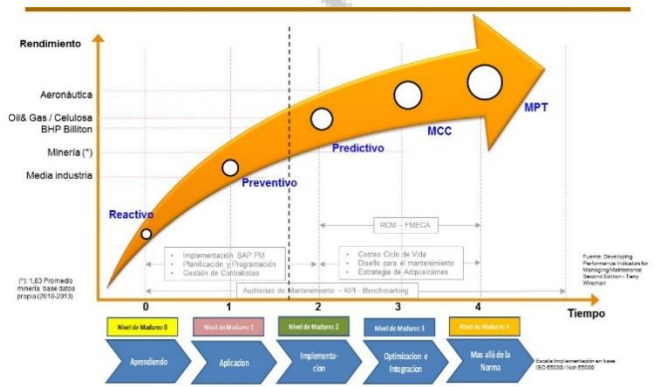 Rendimiento
Aeronáutica
Oil& Gas / Celulosa
BHP Billiton
Minería (*)
Media industria
Reactivo
Preventivo
Predictivo
MCC
MPT
RCM – FMECA
• Implementación SAP PM
• Planificación y Programación
• Gestión de Contratistas
• Costeo Ciclo de Vida
• Diseño para el mantenimiento
• Estrategia de Adquisiciones
Auditorías de Mantenimiento – KPI - Benchmarking
(*): 1,63 Promedio
minería base datos
propia (2010-2013)
Fuente: Developing
Performance Indicators for
Managing Maintenance
Second Edition - Terry
Wireman
0
1
2
3
4
Tiempo
Nivel de Madurez 0
Nivel de Madurez 1
Nivel de Madurez 2
Nivel de Madurez 3
Nivel de Madurez 4
Aprendiendo
Aplicacion
Implementa-
cion
Optimizacion e
Integracion
Mas allá de la
Norma
Escala Implementación en base
ISO 55000 / Nch 55000